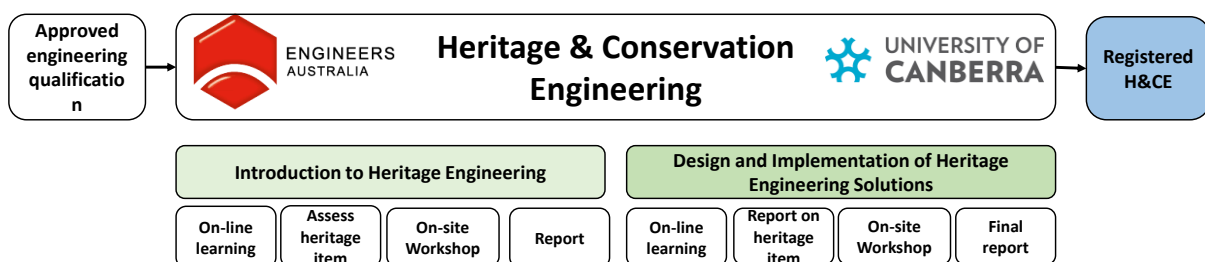 Approved
engineering
qualificatio
n
ENGINEERS
AUSTRALIA
Heritage & Conservation
Engineering
UNIVERSITY OF
CANBERRA
Registered
H&CE
Introduction to Heritage Engineering
Design and Implementation of Heritage
Engineering Solutions
On-line
learning
Assess
heritage
item
On-site
Workshop
Report
On-line
learning
Report on
heritage
item
On-site
Workshop
Final
report